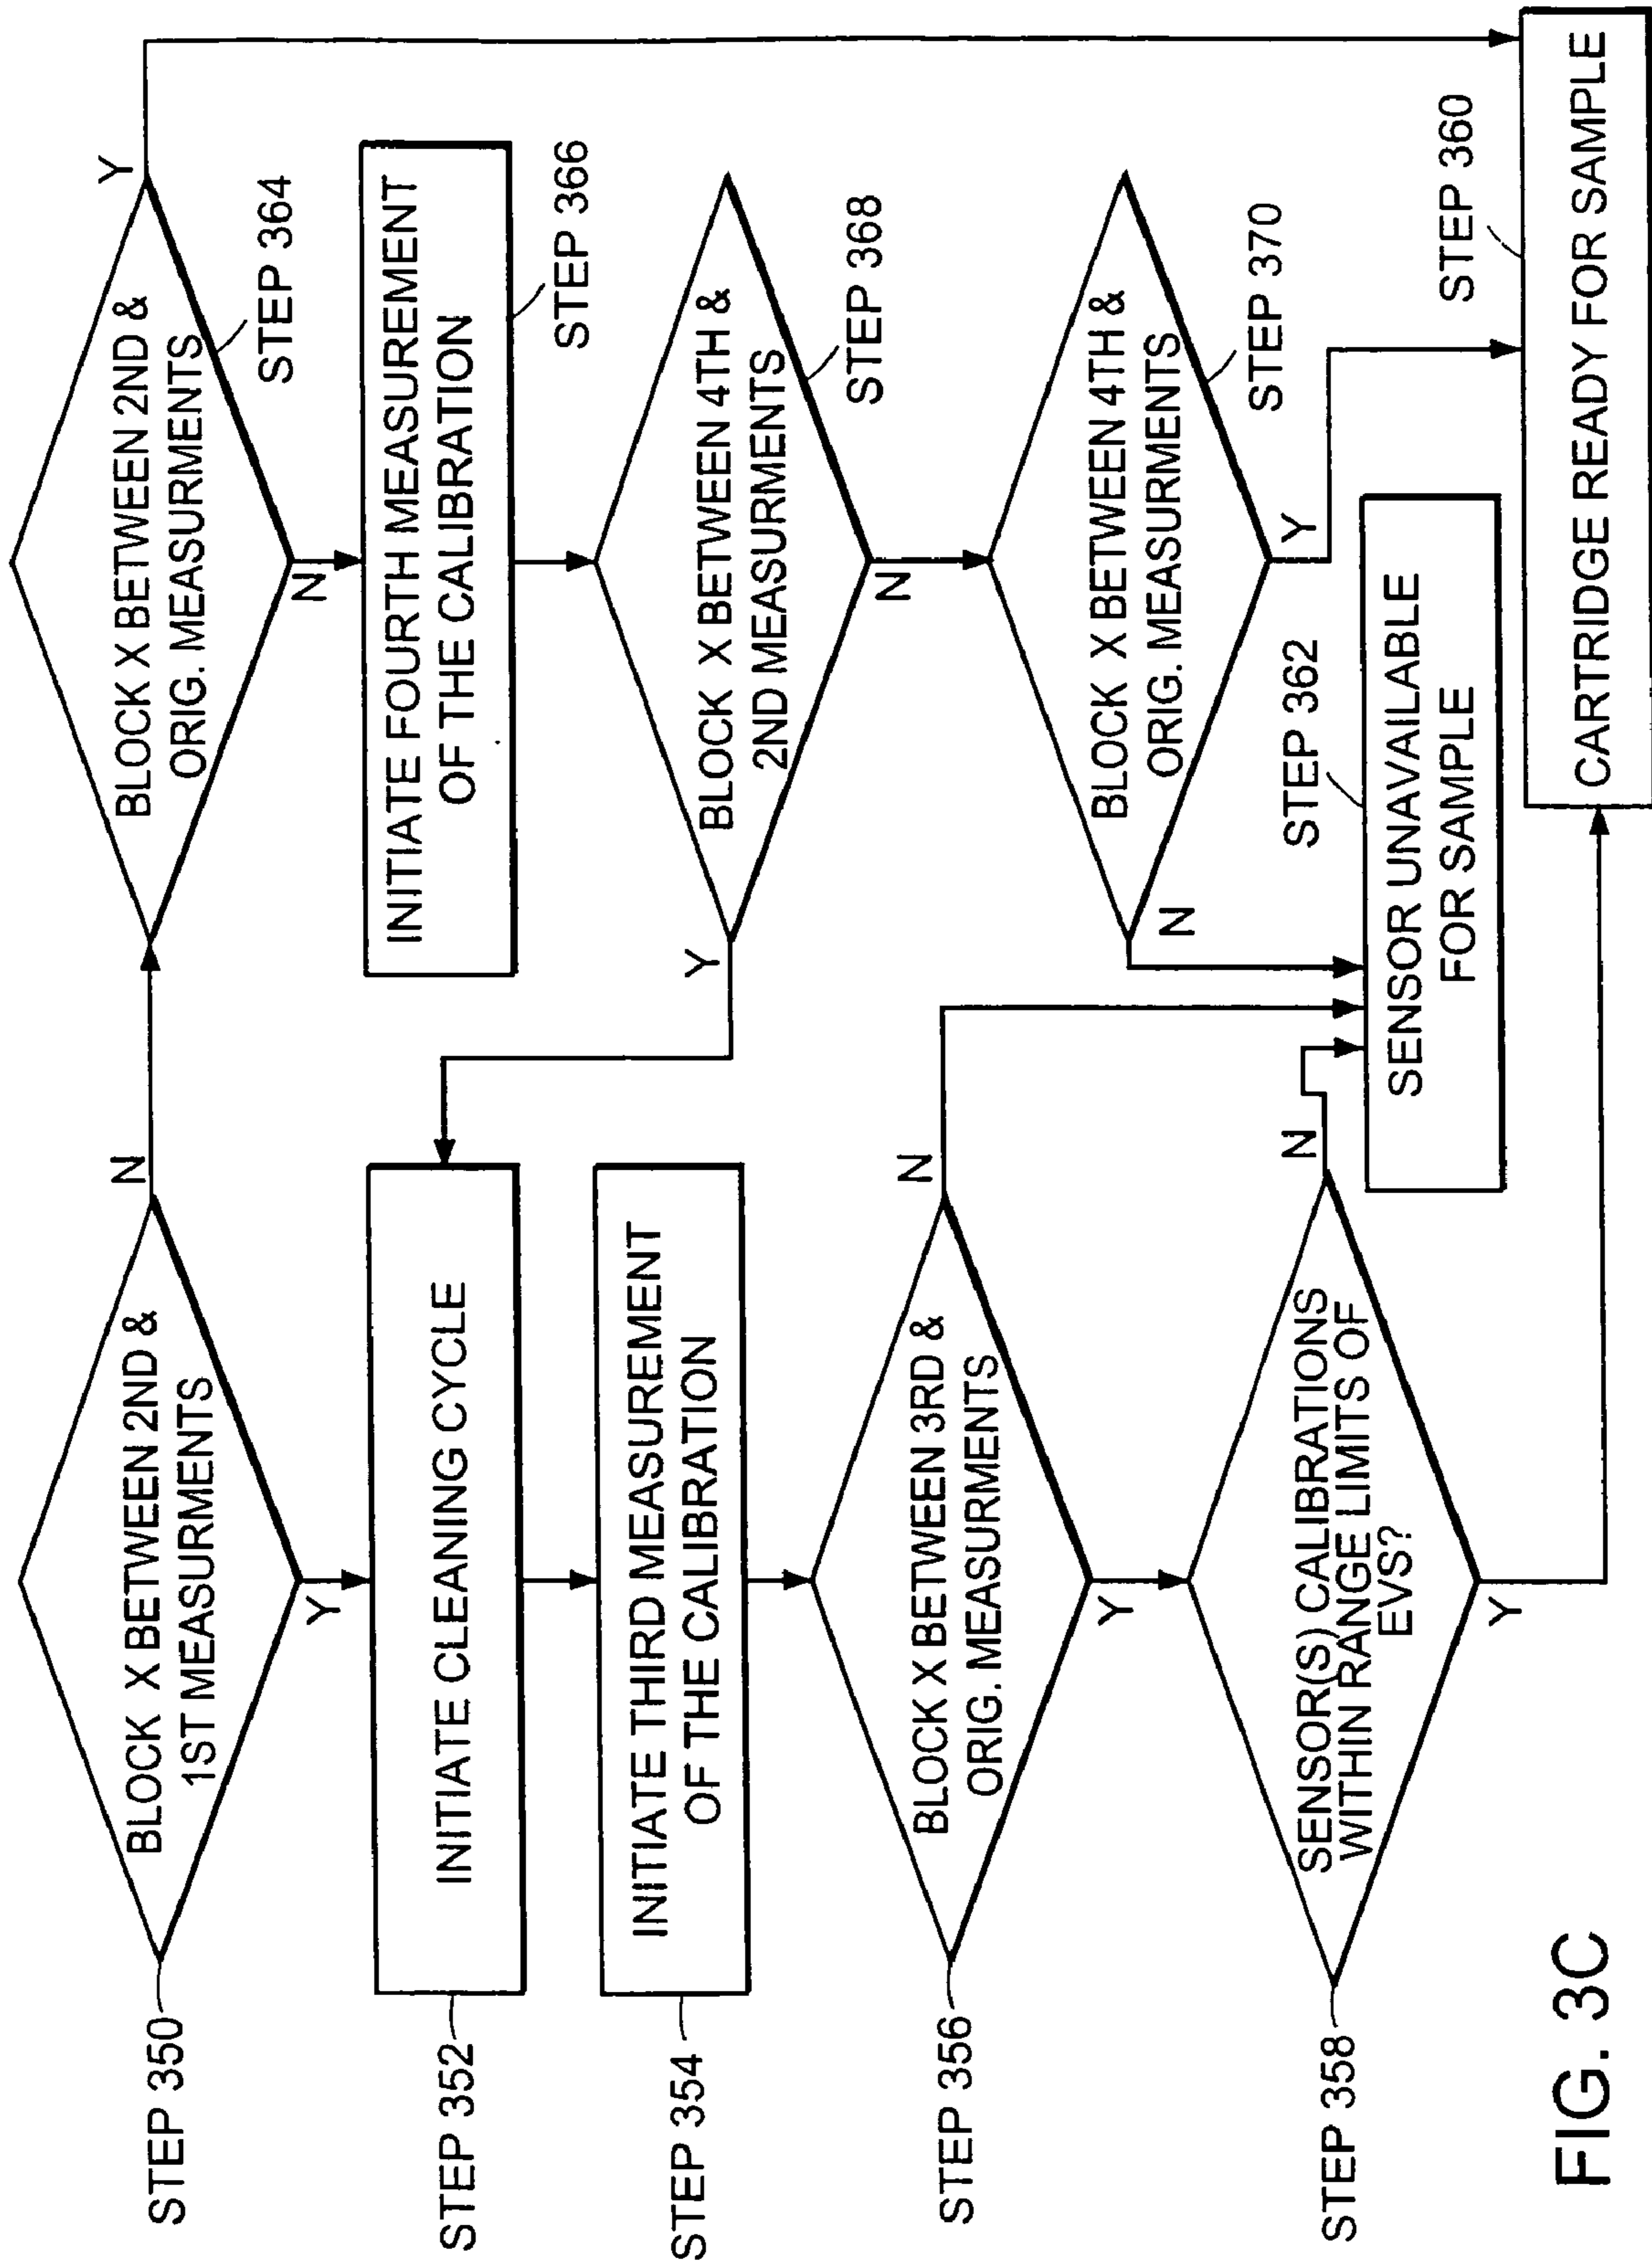 STEP 350
BLOCK X BETWEEN 2ND &
1ST MEASURMENTS
N
Y
STEP 352
INITIATE CLEANING CYCLE
STEP 354
INITIATE THIRD MEASUREMENT
OF THE CALIBRATION
STEP 356
BLOCK X BETWEEN 3RD &
ORIG. MEASURMENTS
N
Y
STEP 358
SENSOR(S) CALIBRATIONS
WITHIN RANGE LIMITS OF
EVS?
N
Y
BLOCK X BETWEEN 2ND &
ORIG. MEASURMENTS
Y
STEP 364
N
INITIATE FOURTH MEASUREMENT
OF THE CALIBRATION
STEP 366
BLOCK X BETWEEN 4TH &
2ND MEASURMENTS
STEP 368
Y
N
BLOCK X BETWEEN 4TH &
ORIG. MEASURMENTS
STEP 370
N
Y
STEP 362
SENSOR UNAVAILABLE
FOR SAMPLE
STEP 360
CARTRIDGE READY FOR SAMPLE
FIG. 3C